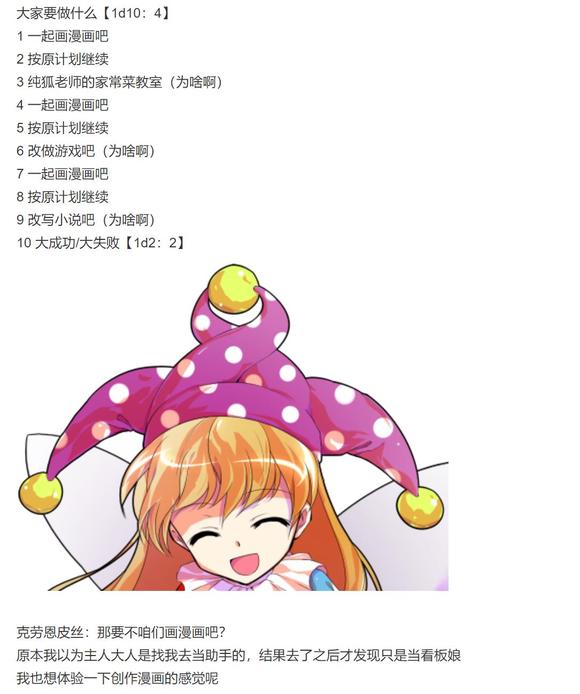 大家要做什么【1d10：4】
1 一起画漫画吧
2 按原计划继续
3 纯狐老师的家常菜教室（为啥啊）
4 一起画漫画吧
5 按原计划继续
6 改做游戏吧（为啥啊）
7 一起画漫画吧
8 按原计划继续
9 改写小说吧（为啥啊）
10 大成功/大失败【1d2：2】
克劳恩皮丝：那要不咱们画漫画吧？
原本我以为主人大人是找我去当助手的，结果去了之后才发现只是当看板娘
我也想体验一下创作漫画的感觉呢